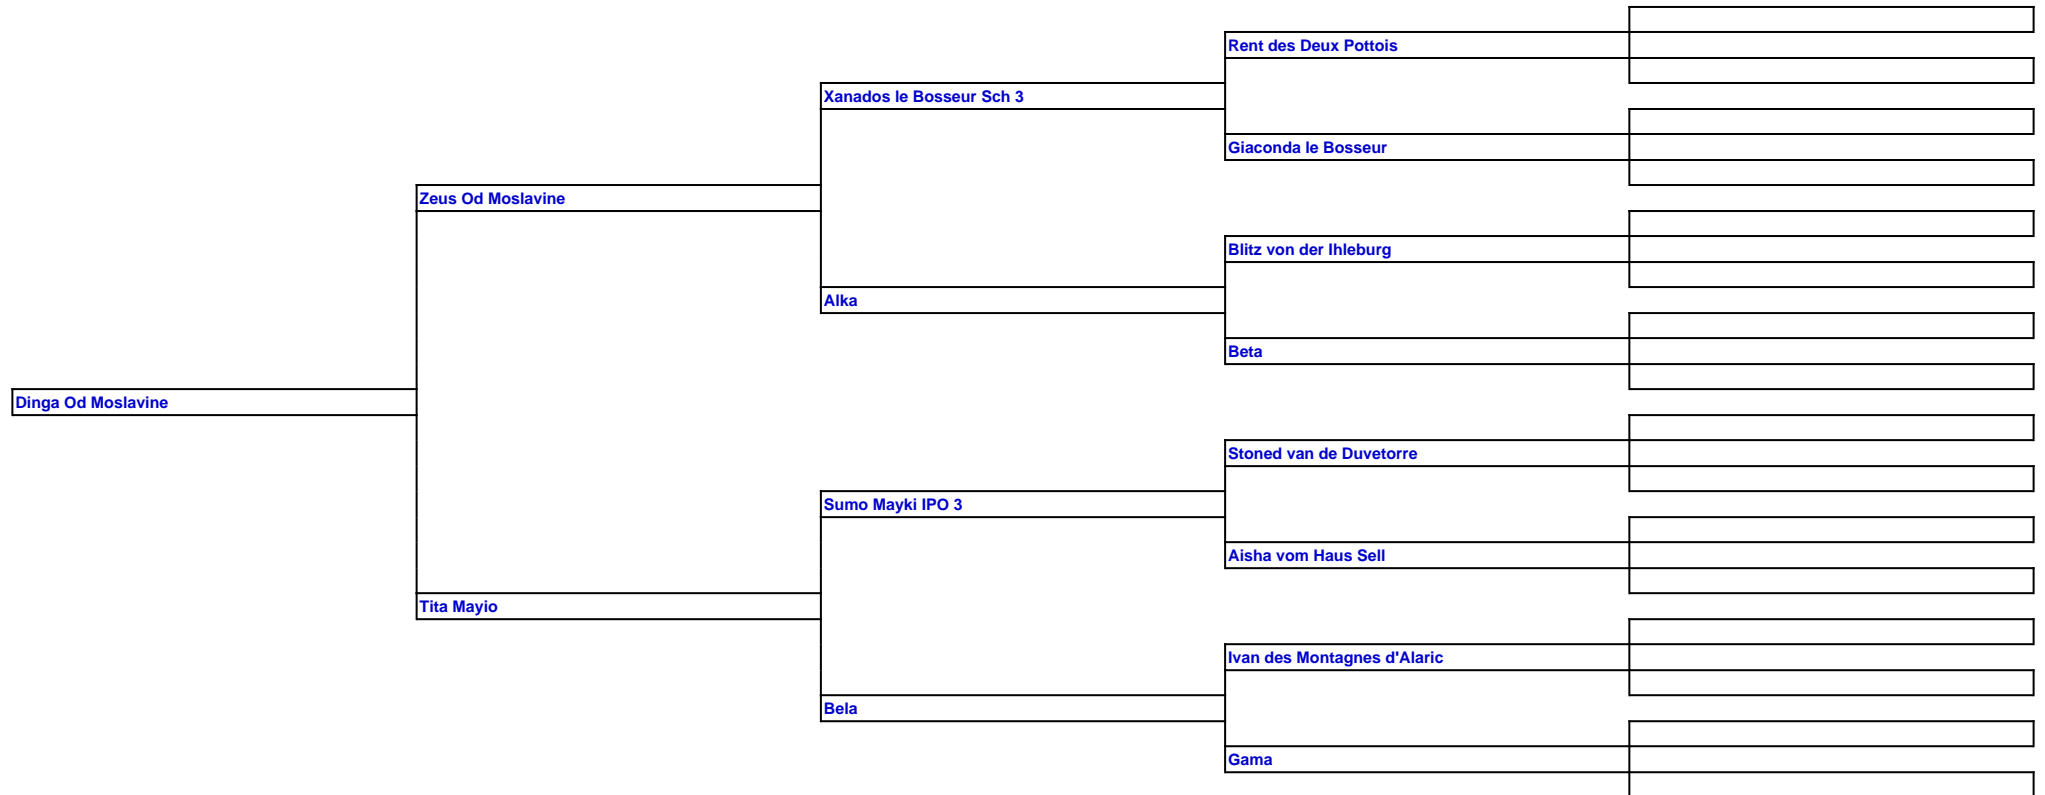 Rent des Deux Pottois
Xanados le Bosseur Sch 3
Giaconda le Bosseur
Zeus Od Moslavine
Blitz von der Ihleburg
Alka
Beta
Dinga Od Moslavine
Stoned van de Duvetorre
Sumo Mayki IPO 3
Aisha vom Haus Sell
Tita Mayio
Ivan des Montagnes d'Alaric
Bela
Gama